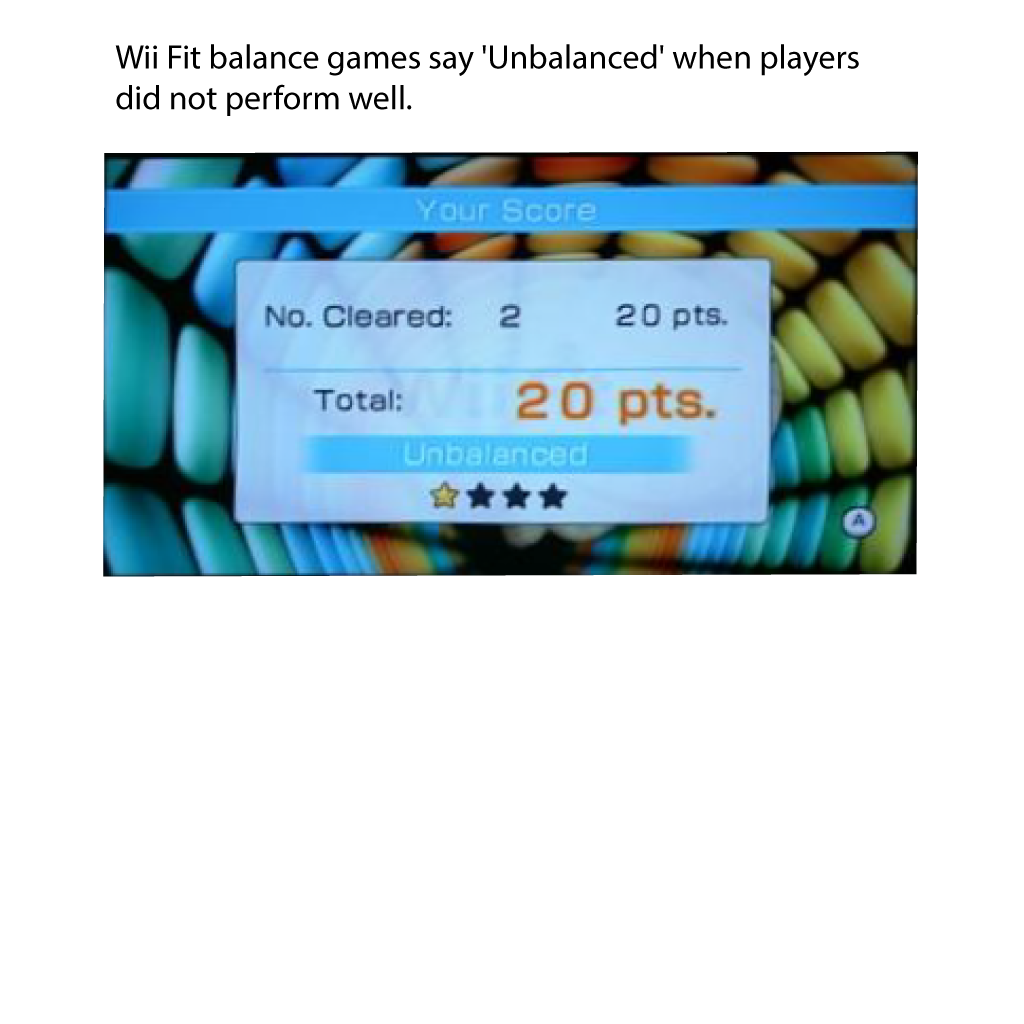 Wii Fit balance games say 'Unbalanced' when players
did not perform well.
Your Score
No. Cleared: 2 20 pts.
Total: 20 pts.
Unbalanced
A